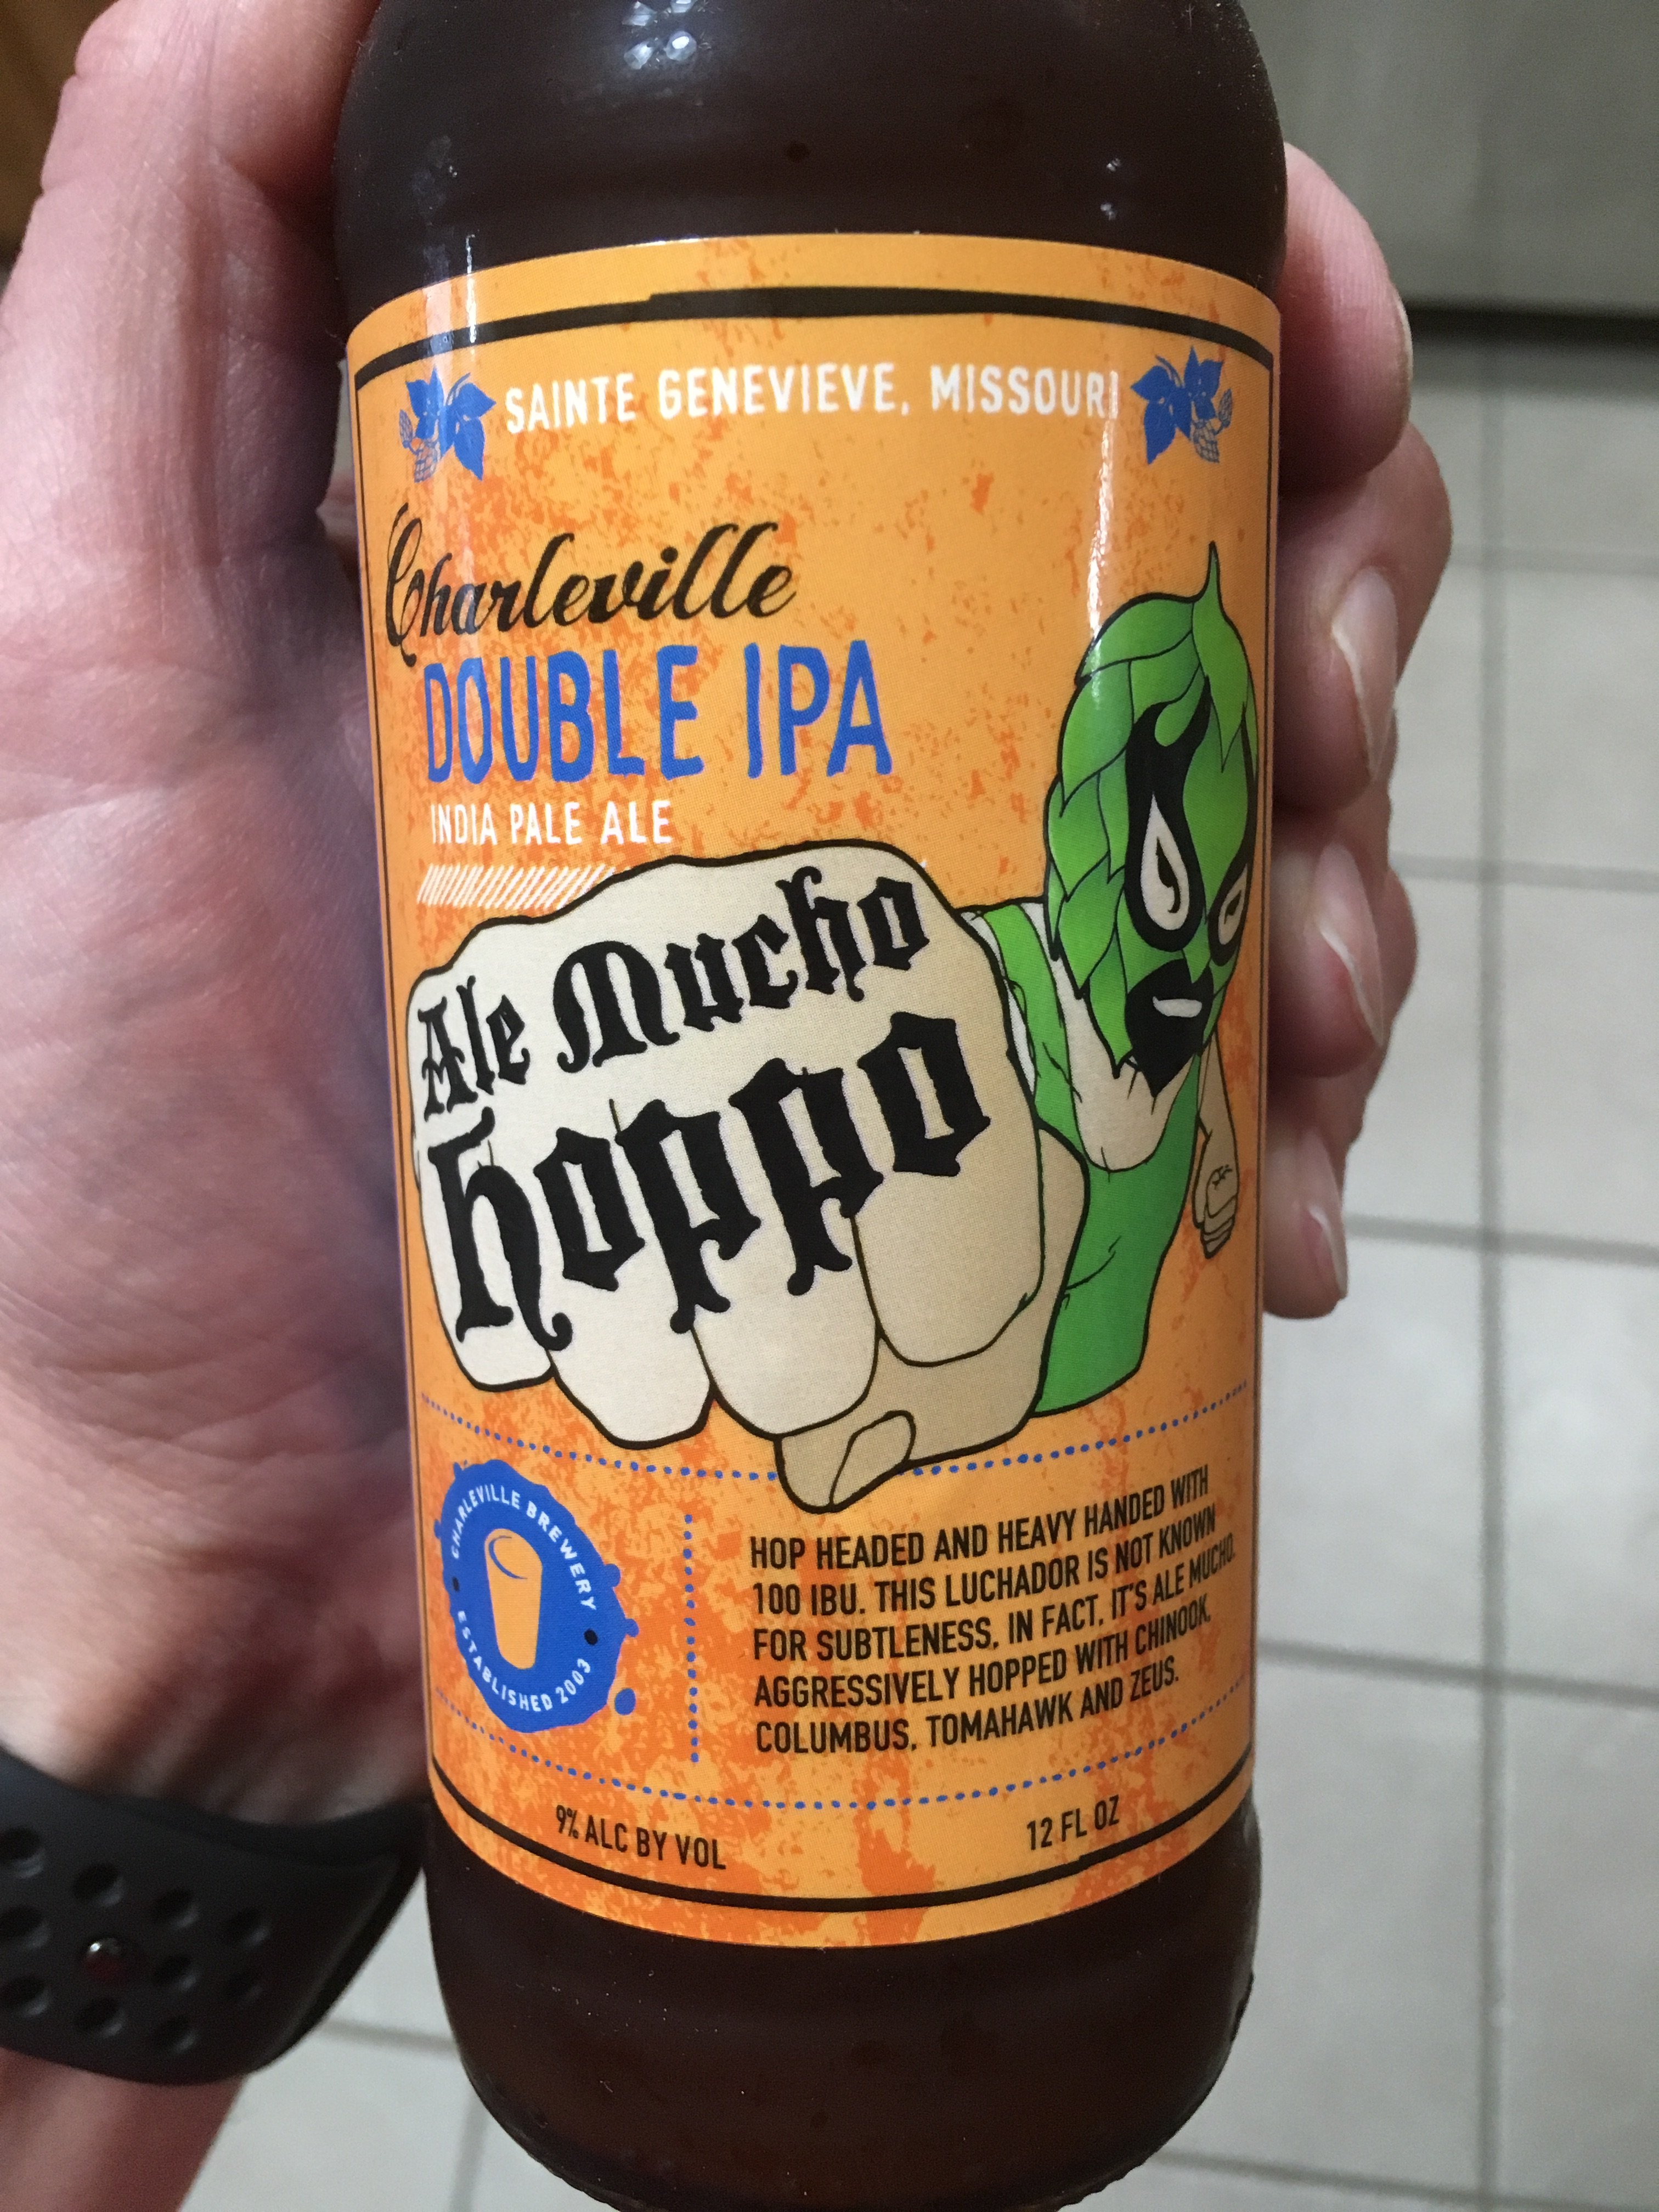 SAINTE GENEVIEVE, MISSOURI
Charleville
DOUBLE IPA
INDIA PALE ALE
Ale Mucho
hoppo
CHARLEVILLE BREWERY
ESTABLISHED 2003
HOP HEADED AND HEAVY HANDED WITH
100 IBU. THIS LUCHADOR IS NOT KNOWN
FOR SUBTLENESS, IN FACT, IT'S ALE MUCHO.
AGGRESSIVELY HOPPED WITH CHINOOK,
COLUMBUS, TOMAHAWK AND ZEUS.
9% ALC BY VOL
12 FL OZ